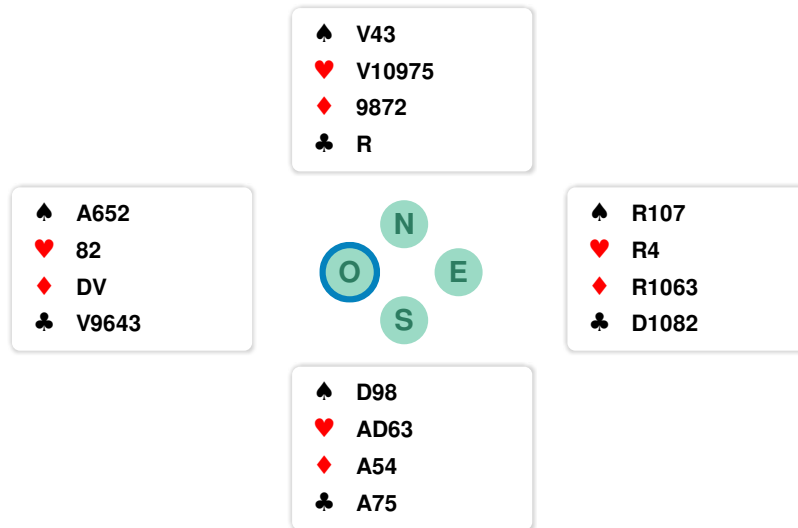 ♠ V43
♥ V10975
♦ 9872
♣ R
♠ A652
♥ 82
♦ DV
♣ V9643
N
O E
S
♠ R107
♥ R4
♦ R1063
♣ D1082
♠ D98
♥ AD63
♦ A54
♣ A75